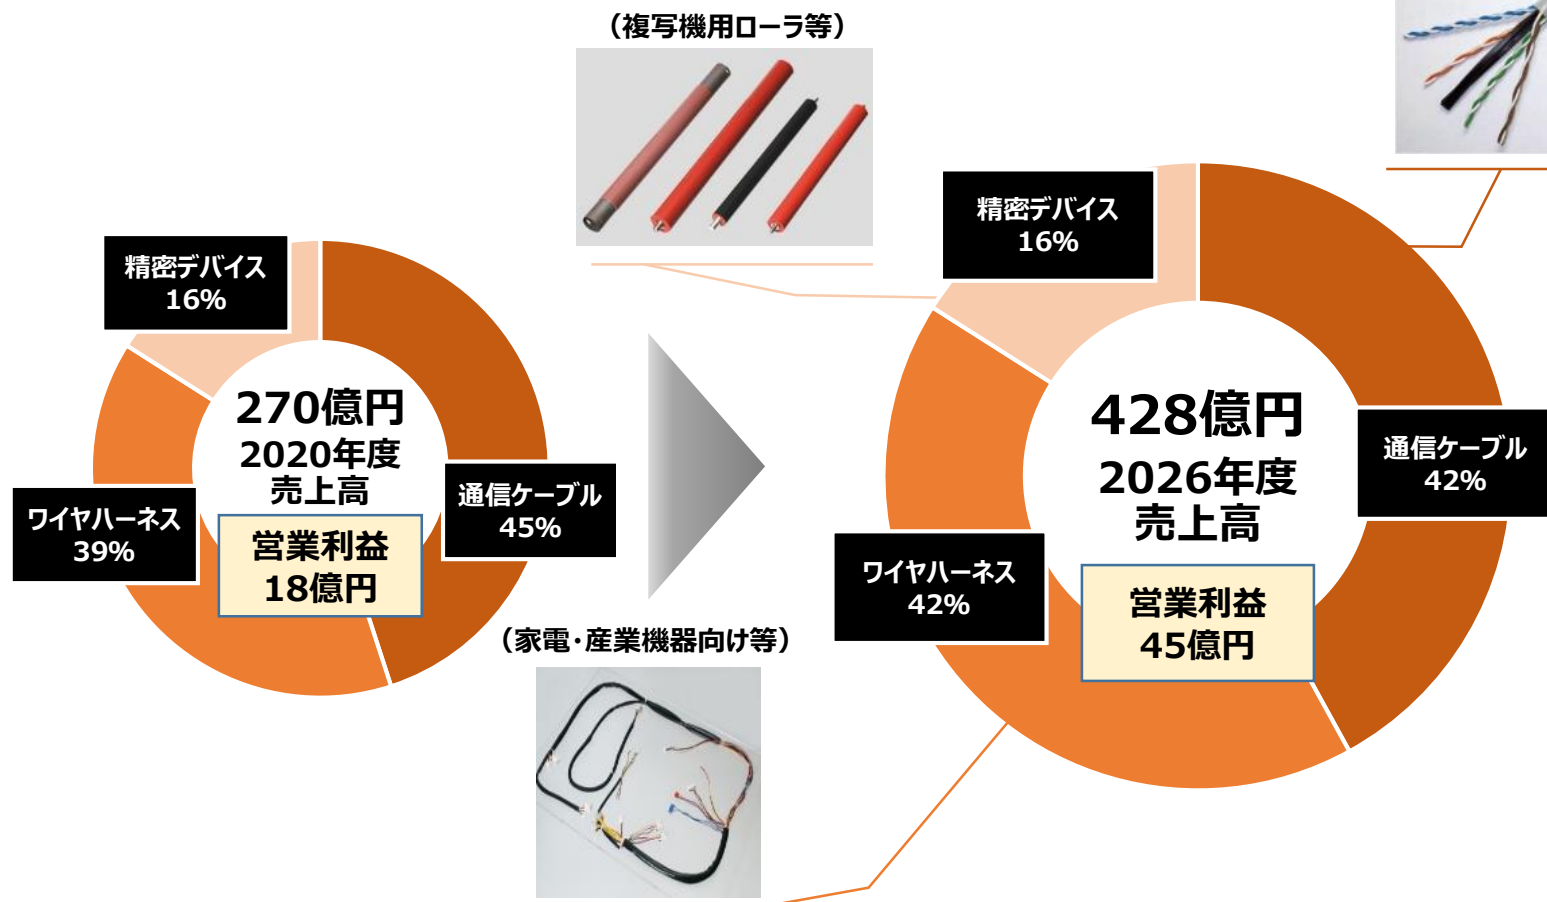 （複写機用ローラ等）
精密デバイス
16%
270億円
2020年度
売上高
ワイヤハーネス
39%
通信ケーブル
45%
営業利益
18億円
（家電・産業機器向け等）
精密デバイス
16%
428億円
2026年度
売上高
通信ケーブル
42%
ワイヤハーネス
42%
営業利益
45億円